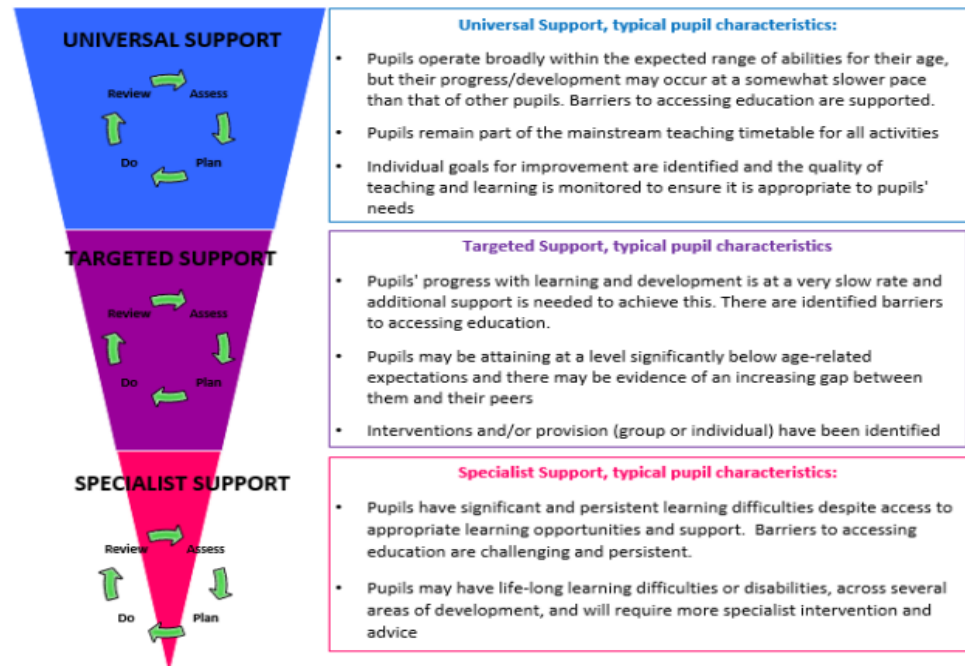 UNIVERSAL SUPPORT
Review
Assess
Do
Plan
Universal Support, typical pupil characteristics:
• Pupils operate broadly within the expected range of abilities for their age,
but their progress/development may occur at a somewhat slower pace
than that of other pupils. Barriers to accessing education are supported.
• Pupils remain part of the mainstream teaching timetable for all activities
• Individual goals for improvement are identified and the quality of
teaching and learning is monitored to ensure it is appropriate to pupils'
needs
TARGETED SUPPORT
Review
Assess
Do
Plan
Targeted Support, typical pupil characteristics
• Pupils' progress with learning and development is at a very slow rate and
additional support is needed to achieve this. There are identified barriers
to accessing education.
• Pupils may be attaining at a level significantly below age-related
expectations and there may be evidence of an increasing gap between
them and their peers
• Interventions and/or provision (group or individual) have been identified
SPECIALIST SUPPORT
Review
Assess
Do
Plan
Specialist Support, typical pupil characteristics:
• Pupils have significant and persistent learning difficulties despite access to
appropriate learning opportunities and support. Barriers to accessing
education are challenging and persistent.
• Pupils may have life-long learning difficulties or disabilities, across several
areas of development, and will require more specialist intervention and
advice